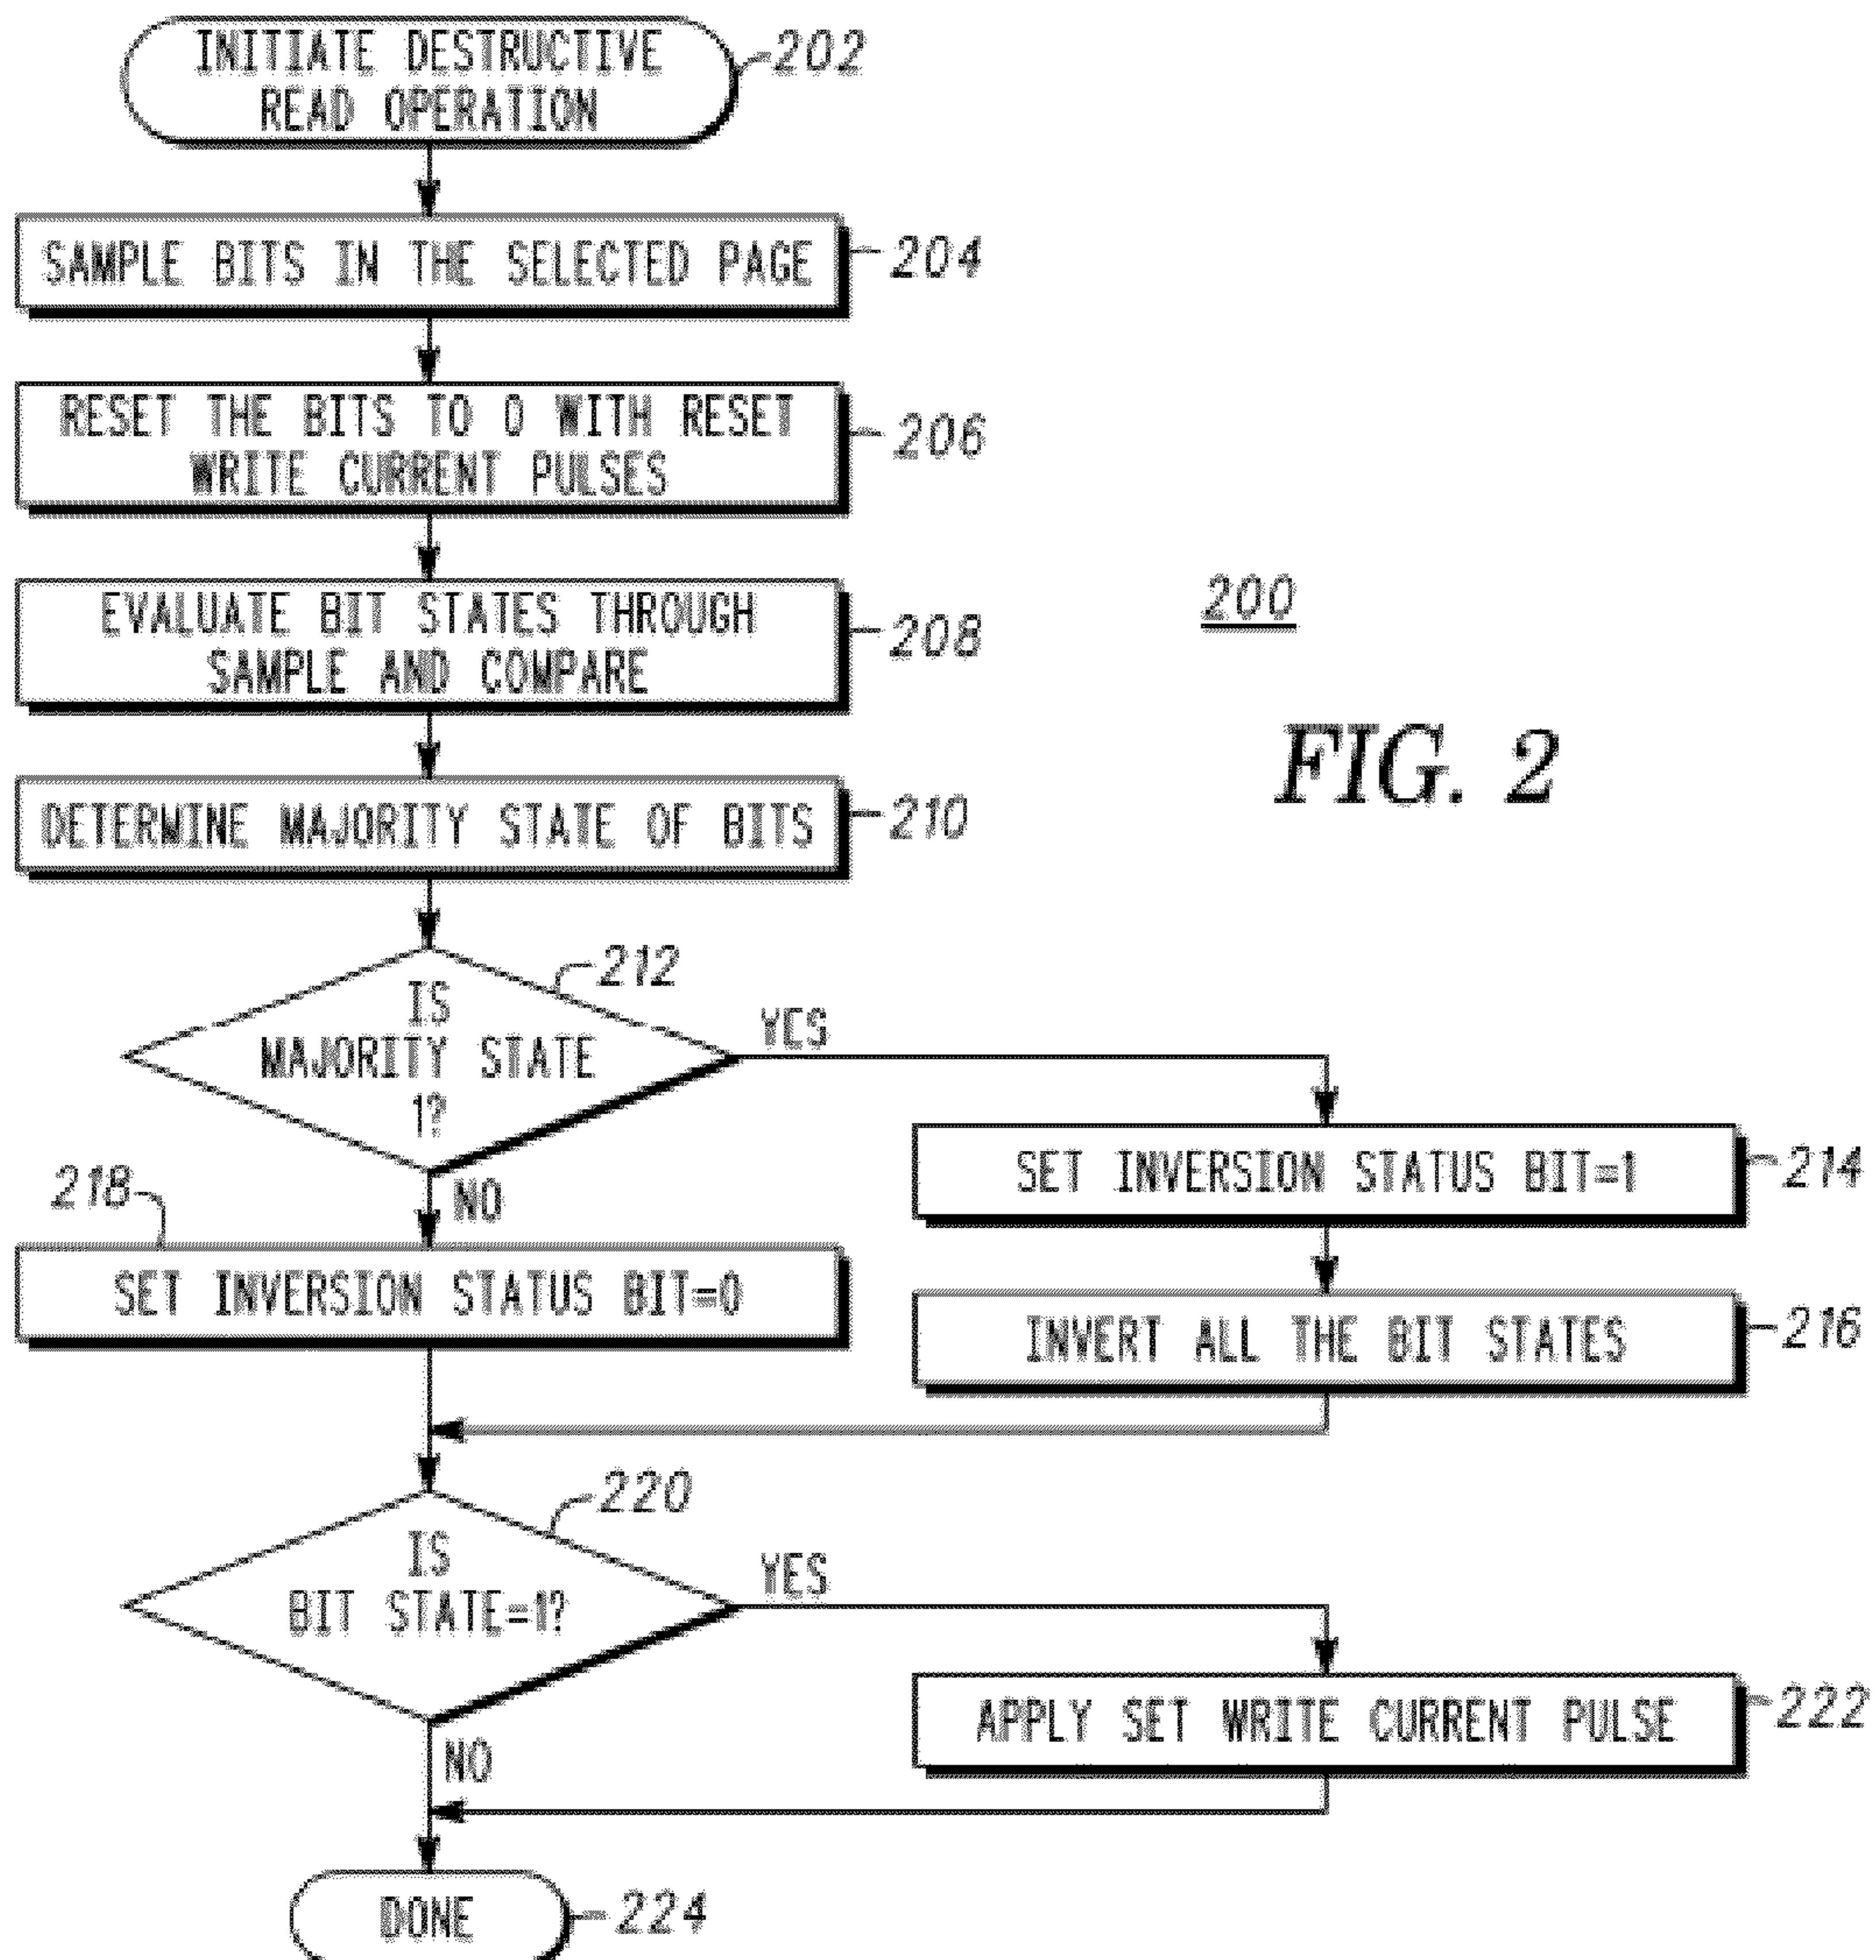 INITIATE DESTRUCTIVE
READ OPERATION
202
SAMPLE BITS IN THE SELECTED PAGE
204
RESET THE BITS TO 0 WITH RESET
WRITE CURRENT PULSES
206
EVALUATE BIT STATES THROUGH
SAMPLE AND COMPARE
208
200
FIG. 2
DETERMINE MAJORITY STATE OF BITS
210
IS
MAJORITY STATE
1?
212
YES
NO
SET INVERSION STATUS BIT=1
214
218
SET INVERSION STATUS BIT=0
INVERT ALL THE BIT STATES
216
IS
BIT STATE=1?
220
YES
NO
APPLY SET WRITE CURRENT PULSE
222
DONE
224